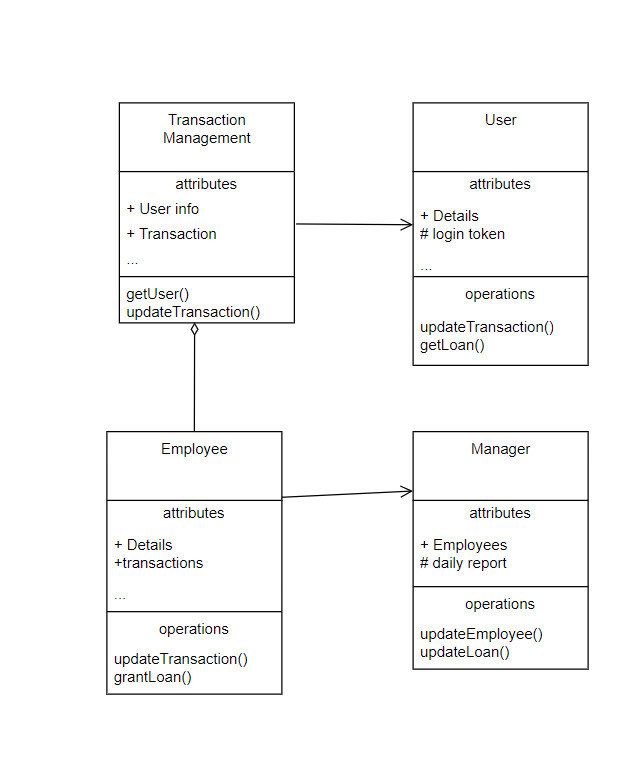 Transaction
Management
attributes
+ User info
+ Transaction
...
getUser()
updateTransaction()
User
attributes
+ Details
# login token
...
operations
updateTransaction()
getLoan()
Employee
attributes
+ Details
+transactions
...
operations
updateTransaction()
grantLoan()
Manager
attributes
+ Employees
# daily report
operations
updateEmployee()
updateLoan()